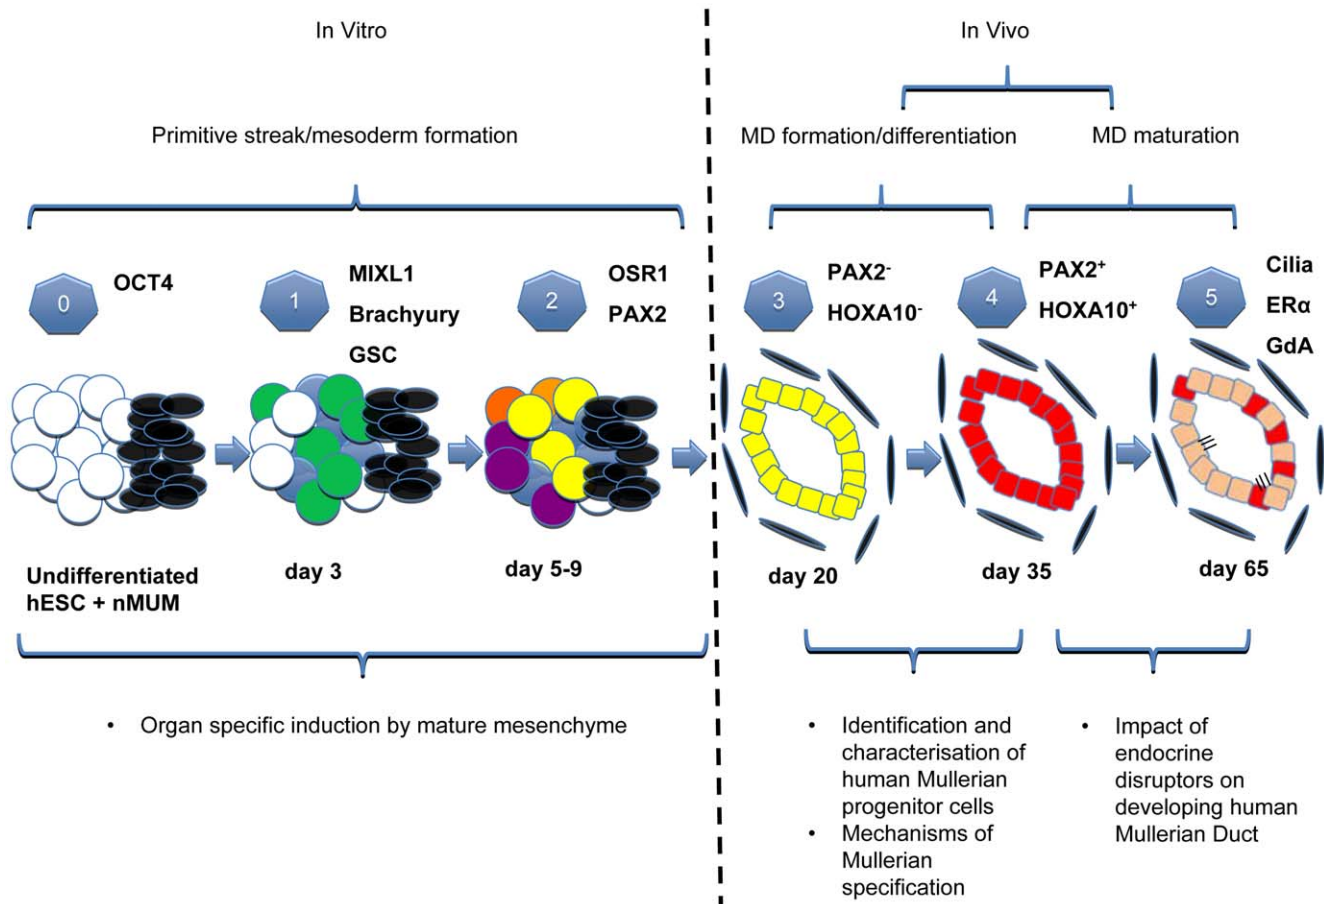 In Vitro
In Vivo
Primitive streak/mesoderm formation
MD formation/differentiation
MD maturation
0
OCT4
1
MIXL1
Brachyury
GSC
2
OSR1
PAX2
3
PAX2⁻
HOXA10⁻
4
PAX2⁺
HOXA10⁺
5
Cilia
ERα
GdA
Undifferentiated
hESC + nMUM
day 3
day 5-9
day 20
day 35
day 65
• Organ specific induction by mature mesenchyme
• Identification and
characterisation of
human Mullerian
progenitor cells
• Mechanisms of
Mullerian
specification
• Impact of
endocrine
disruptors on
developing human
Mullerian Duct